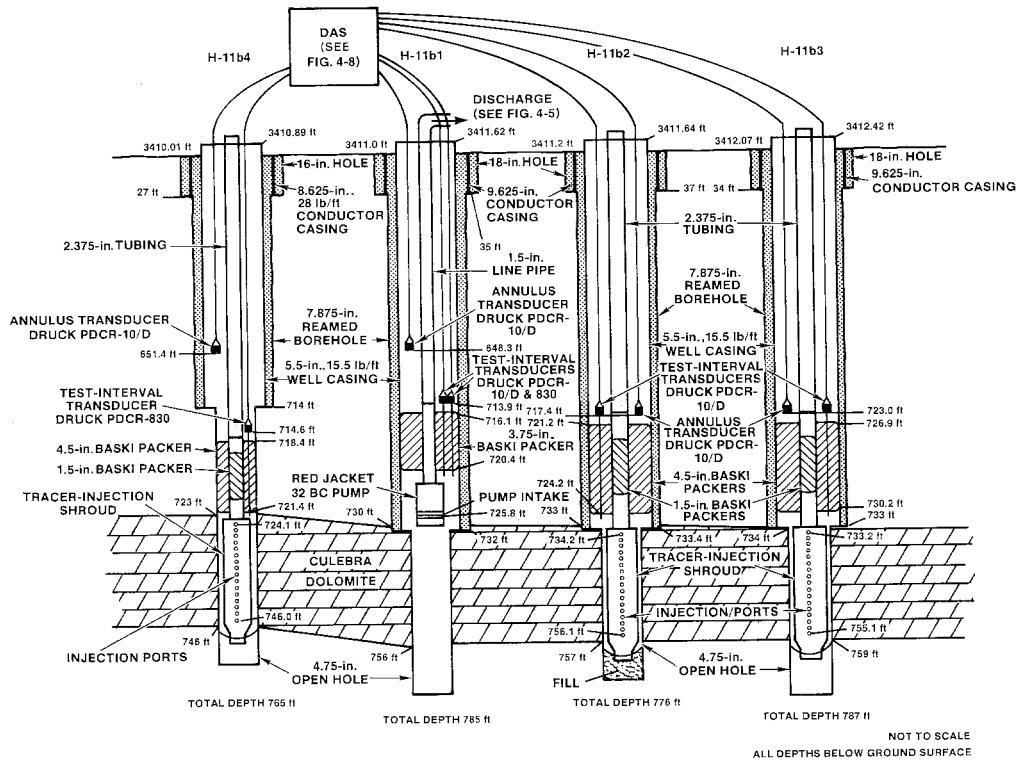 DAS
(SEE
FIG. 4-8)
H-11b4
H-11b1
H-11b2
H-11b3
DISCHARGE
(SEE FIG. 4-5)
3410.01 ft
3410.89 ft
3411.0 ft
3411.62 ft
3411.2 ft
3411.64 ft
3412.07 ft
3412.42 ft
16-in. HOLE
18-in. HOLE
18-in. HOLE
27 ft
8.625-in.,
28 lb/ft
CONDUCTOR
CASING
9.625-in.
CONDUCTOR
CASING
37 ft
34 ft
9.625-in.
CONDUCTOR CASING
35 ft
2.375-in. TUBING
1.5-in.
LINE PIPE
2.375-in.
TUBING
ANNULUS TRANSDUCER
DRUCK PDCR-10/D
651.4 ft
7.875-in.
REAMED
BOREHOLE
ANNULUS
TRANSDUCER
DRUCK PDCR-
10/D
648.3 ft
7.875-in.
REAMED
BOREHOLE
5.5-in., 15.5 lb/ft
WELL CASING
5.5-in.,15.5 lb/ft
WELL CASING
TEST-INTERVAL
TRANSDUCERS
DRUCK PDCR-
10/D & 830
713.9 ft
716.1 ft
TEST-INTERVAL
TRANSDUCERS
DRUCK PDCR-
10/D
714 ft
TEST-INTERVAL
TRANSDUCER
DRUCK PDCR-830
714.6 ft
718.4 ft
717.4 ft
721.2 ft
723.0 ft
726.9 ft
ANNULUS
TRANSDUCER
DRUCK PDCR-
10/D
4.5-in. BASKI PACKER
1.5-in. BASKI PACKER
3.75-in.
BASKI PACKER
720.4 ft
RED JACKET
32 BC PUMP
PUMP INTAKE
725.8 ft
724.2 ft
4.5-in. BASKI
PACKERS
1.5-in. BASKI
PACKERS
TRACER-INJECTION
SHROUD
723 ft
721.4 ft
724.1 ft
730 ft
732 ft
733 ft
734.2 ft
733.4 ft
734 ft
730.2 ft
733 ft
733.2 ft
CULEBRA
DOLOMITE
TRACER-INJECTION
SHROUD
INJECTION/PORTS
746.0 ft
746 ft
756.1 ft
755.1 ft
INJECTION PORTS
756 ft
757 ft
759 ft
4.75-in.
OPEN HOLE
4.75-in.
OPEN HOLE
FILL
TOTAL DEPTH 765 ft
TOTAL DEPTH 785 ft
TOTAL DEPTH 776 ft
TOTAL DEPTH 787 ft
NOT TO SCALE
ALL DEPTHS BELOW GROUND SURFACE